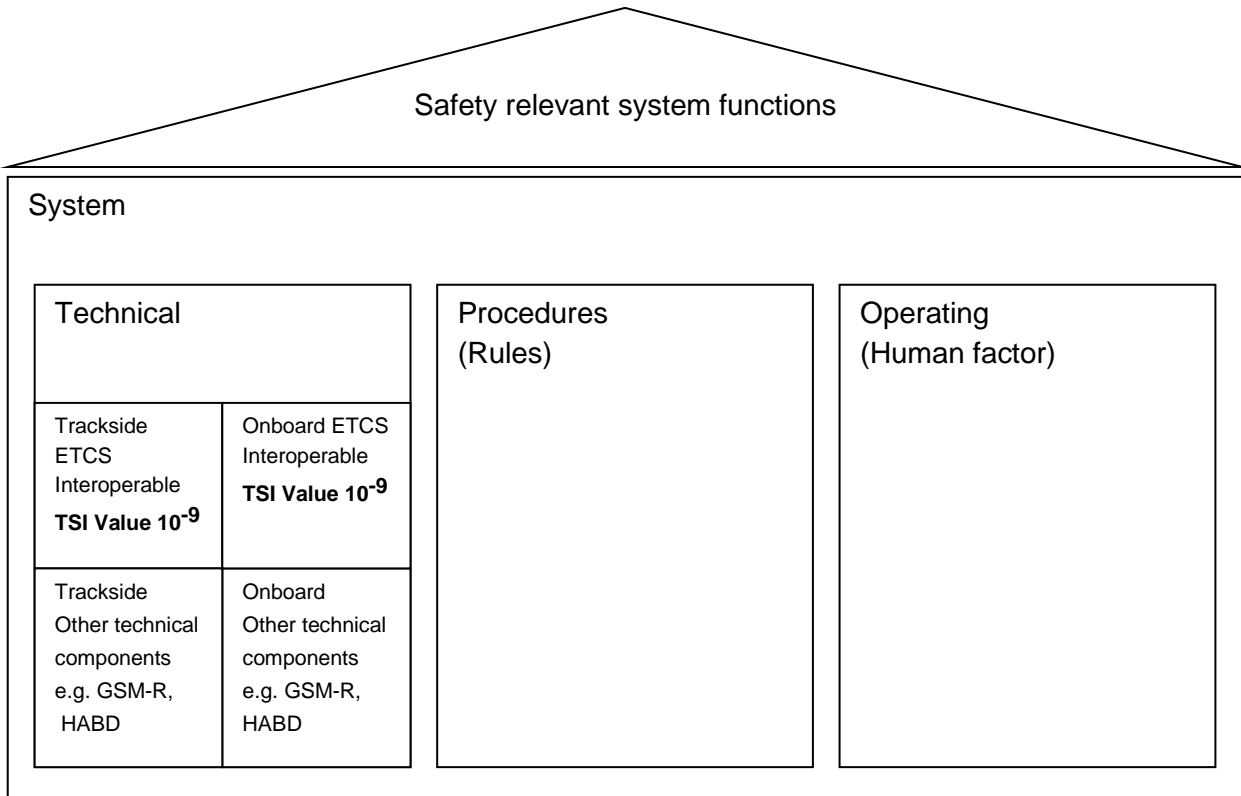 Safety relevant system functions
System
Technical
Trackside
ETCS
Interoperable
TSI Value 10-9
Onboard ETCS
Interoperable
TSI Value 10-9
Trackside
Other technical
components
e.g. GSM-R,
HABD
Onboard
Other technical
components
e.g. GSM-R,
HABD
Procedures
(Rules)
Operating
(Human factor)